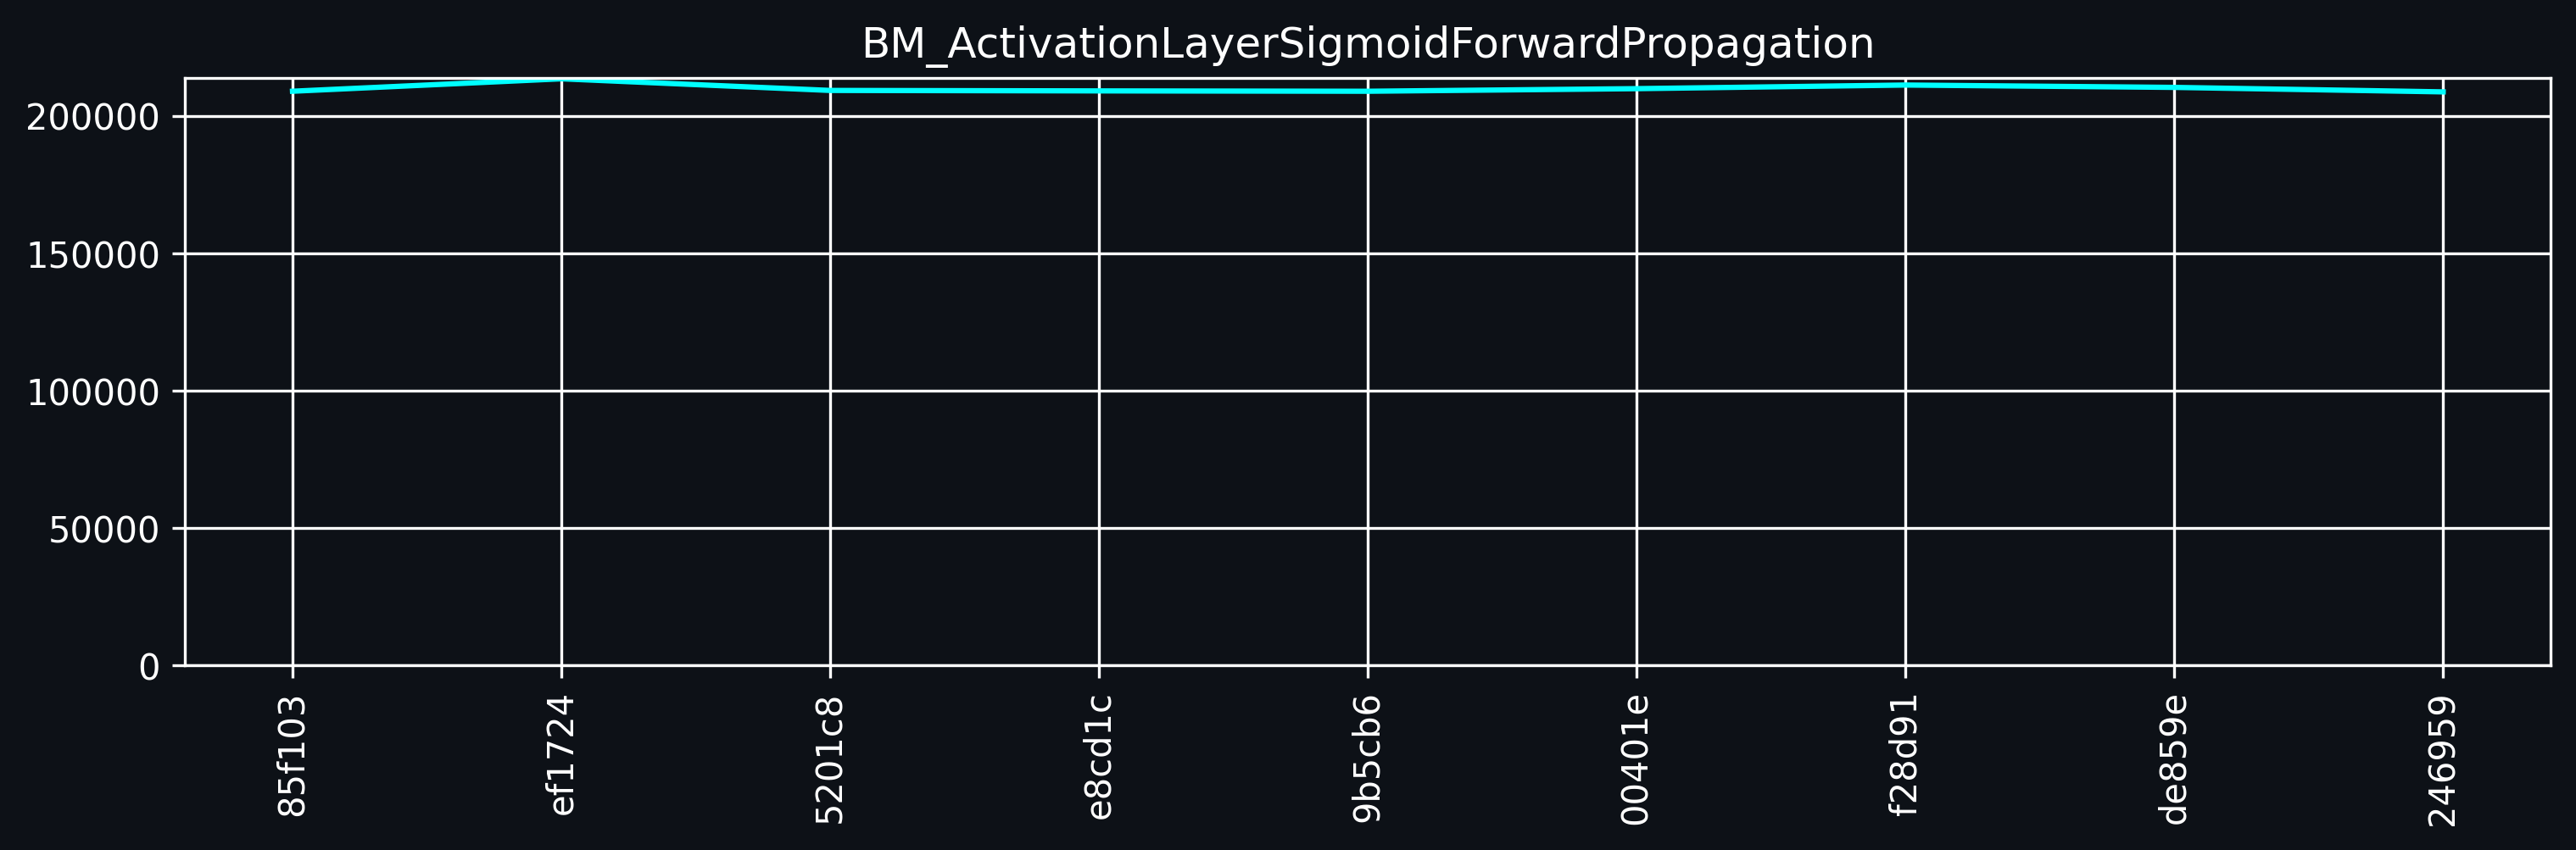 BM_ActivationLayerSigmoidForwardPropagation
200000
150000
100000
50000
0
85f103
ef1724
5201c8
e8cd1c
9b5cb6
00401e
f28d91
de859e
246959